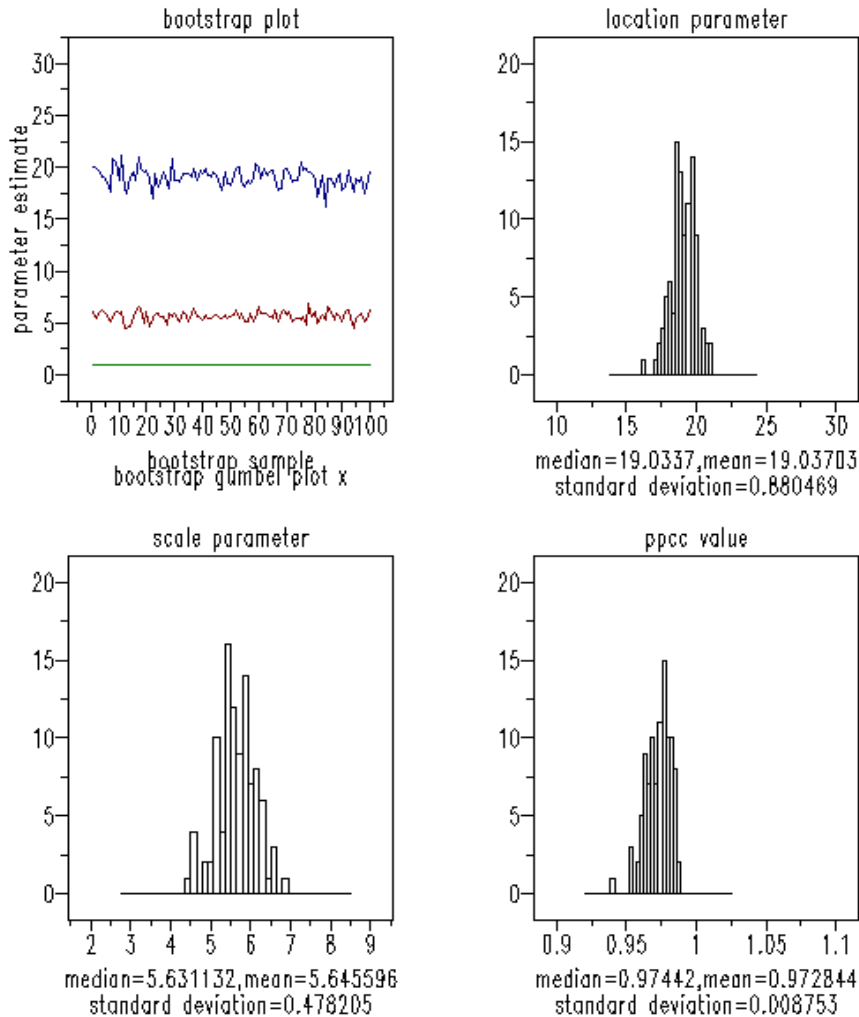 bootstrap plot
parameter estimate
30
25
20
15
10
5
0
0 10 20 30 40 50 60 70 80 90 100
bootstrap sample
bootstrap gumbel plot x
location parameter
20
15
10
5
0
10 15 20 25 30
median=19.0337,mean=19.03703
standard deviation=0.880469
scale parameter
20
15
10
5
0
2 3 4 5 6 7 8 9
median=5.631132,mean=5.645596
standard deviation=0.478205
ppcc value
20
15
10
5
0
0.9 0.95 1 1.05 1.1
median=0.97442,mean=0.972844
standard deviation=0.008753